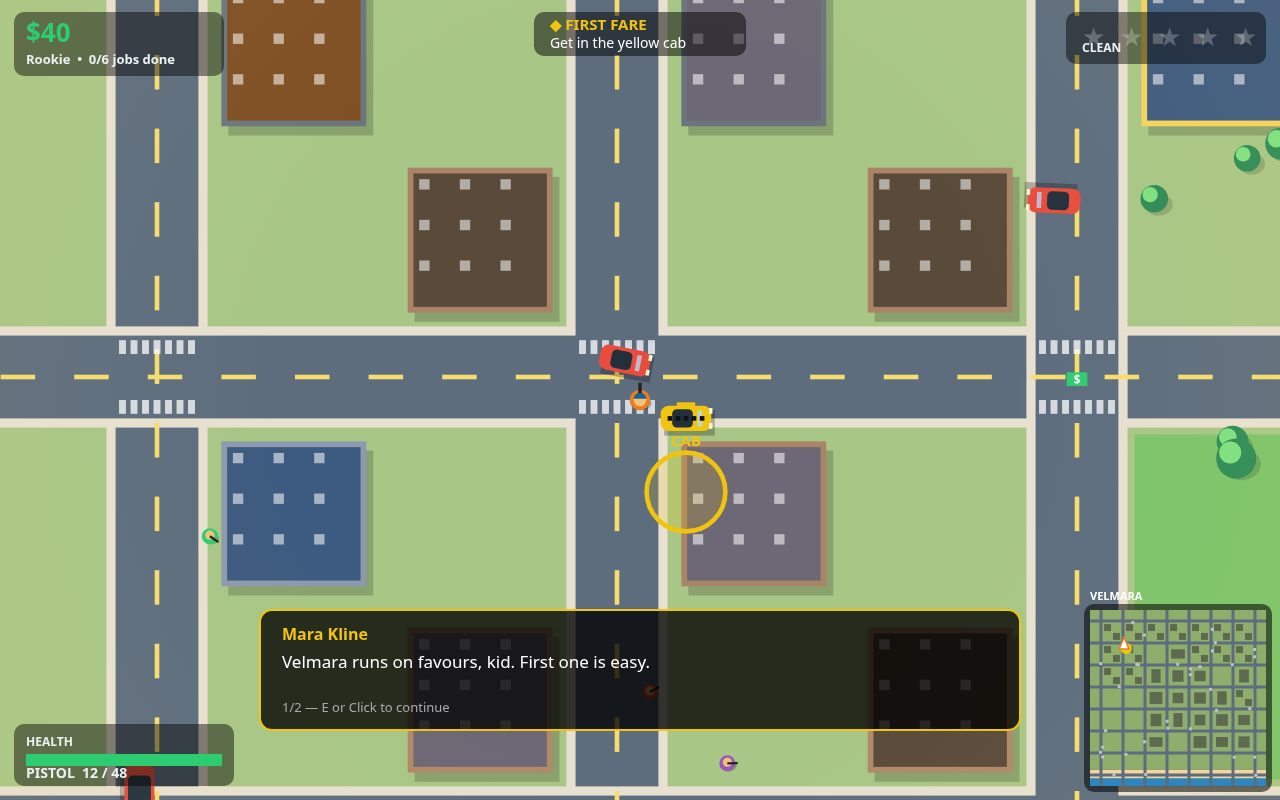 $40
Rookie • 0/6 jobs done
◆ FIRST FARE
Get in the yellow cab
CLEAN
$
CAB
Mara Kline
Velmara runs on favours, kid. First one is easy.
1/2 — E or Click to continue
VELMARA
HEALTH
PISTOL 12 / 48